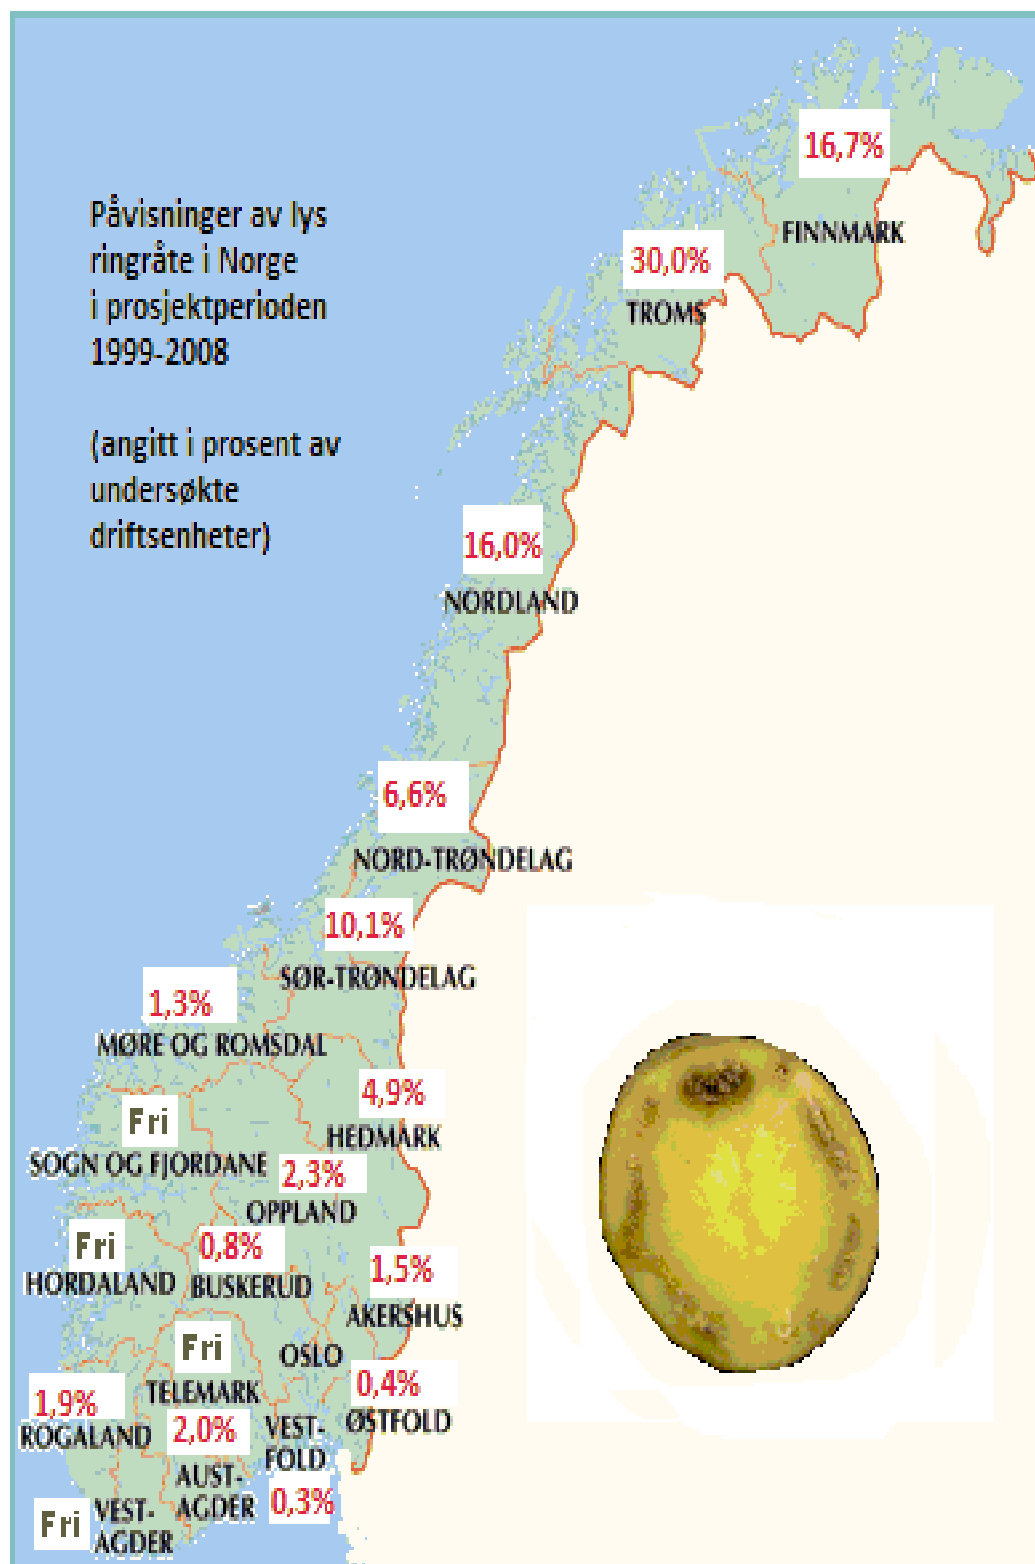 Påvisninger av lys
ringråte i Norge
i prosjektperioden
1999-2008
(angitt i prosent av
undersøkte
driftsenheter)
16,7%
FINNMARK
30,0%
TROMS
16,0%
NORDLAND
6,6%
NORD-TRØNDELAG
10,1%
SØR-TRØNDELAG
1,3%
MØRE OG ROMSDAL
4,9%
HEDMARK
Fri
SOGN OG FJORDANE
2,3%
OPPLAND
Fri
HORDALAND
0,8%
BUSKERUD
1,5%
AKERSHUS
OSLO
Fri
TELEMARK
0,4%
ØSTFOLD
1,9%
ROGALAND
2,0%
AUST-
AGDER
VEST-
FOLD
0,3%
Fri
VEST-
AGDER